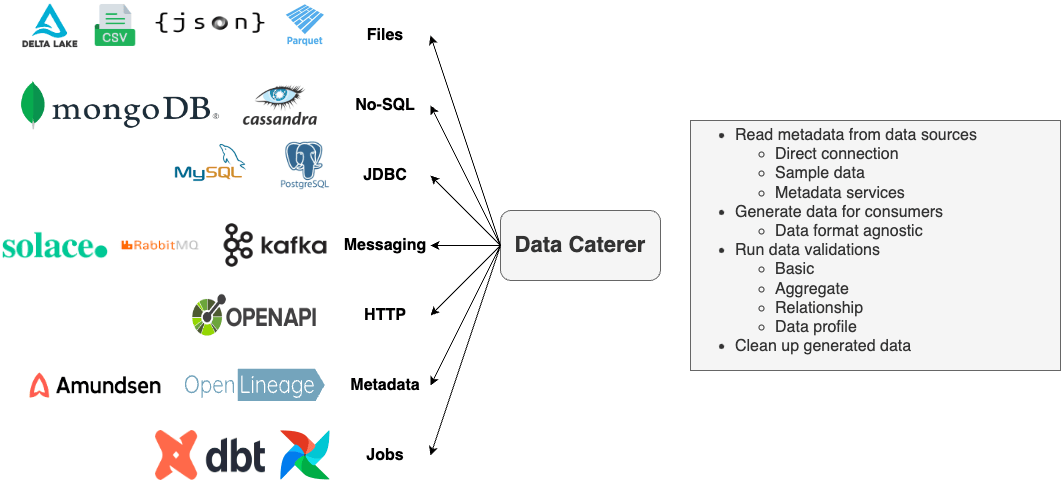 DELTA LAKE
CSV
{json}
Parquet
Files
mongoDB®
cassandra
No-SQL
MySQL
PostgreSQL
JDBC
solace.
RabbitMQ
kafka
Messaging
OPENAPI
HTTP
Amundsen
OpenLineage
Metadata
dbt
Jobs
Data Caterer
• Read metadata from data sources
◦ Direct connection
◦ Sample data
◦ Metadata services
• Generate data for consumers
◦ Data format agnostic
• Run data validations
◦ Basic
◦ Aggregate
◦ Relationship
◦ Data profile
• Clean up generated data